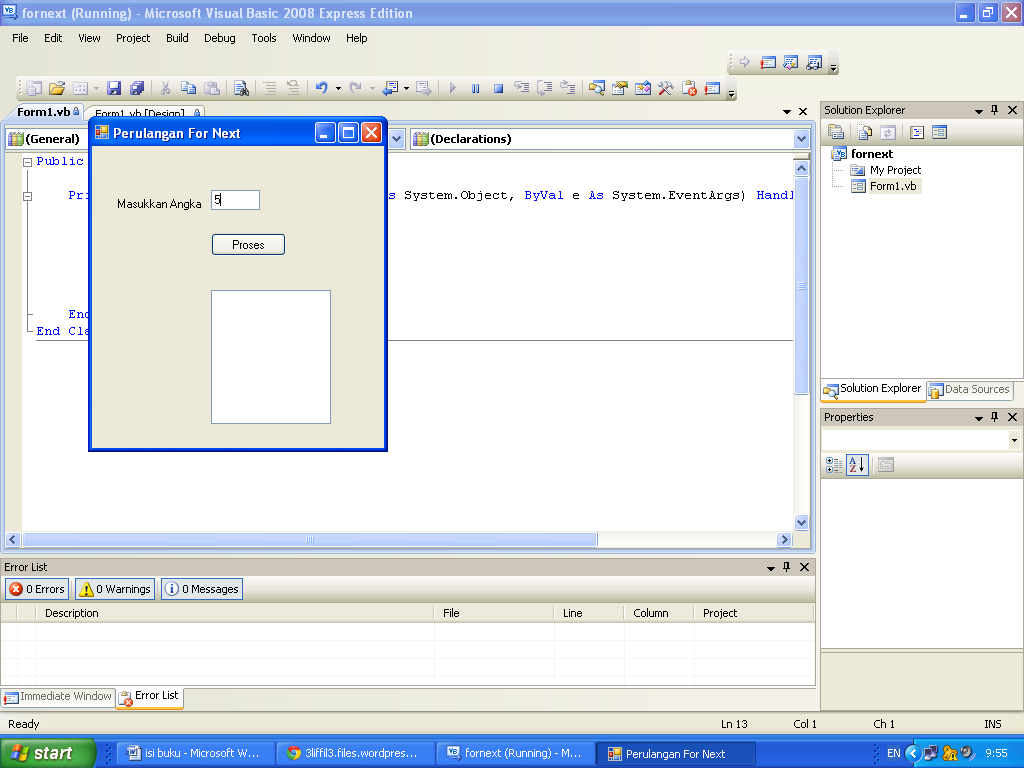 fornext (Running) - Microsoft Visual Basic 2008 Express Edition
File Edit View Project Build Debug Tools Window Help
Form1.vb Form1.vb [Design]
(General) (Declarations)
Perulangan For Next
Masukkan Angka 5
Proses
Public
System.Object, ByVal e As System.EventArgs)
End
Solution Explorer
fornext
My Project
Form1.vb
Solution Explorer Data Sources
Properties
Error List
0 Errors 0 Warnings 0 Messages
Description File Line Column Project
Immediate Window Error List
Ready Ln 13 Col 1 Ch 1 INS
start isi buku - Microsoft W... 3liffil3.files.wordpres... fornext (Running) - M... Perulangan For Next EN 9:55